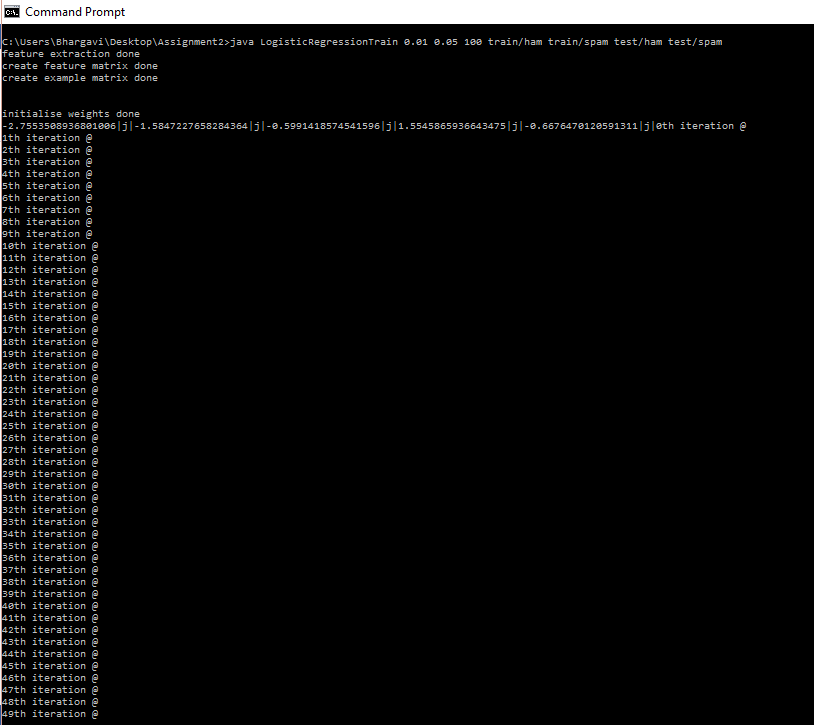 Command Prompt
C:\Users\Bhargavi\Desktop\Assignment2>java LogisticRegressionTrain 0.01 0.05 100 train/ham train/spam test/ham test/spam
feature extraction done
create feature matrix done
create example matrix done
initialise weights done
-2.7553508936801006|j|-1.5847227658284364|j|-0.5991418574541596|j|1.5545865936643475|j|-0.6676470120591311|j|0th iteration @
1th iteration @
2th iteration @
3th iteration @
4th iteration @
5th iteration @
6th iteration @
7th iteration @
8th iteration @
9th iteration @
10th iteration @
11th iteration @
12th iteration @
13th iteration @
14th iteration @
15th iteration @
16th iteration @
17th iteration @
18th iteration @
19th iteration @
20th iteration @
21th iteration @
22th iteration @
23th iteration @
24th iteration @
25th iteration @
26th iteration @
27th iteration @
28th iteration @
29th iteration @
30th iteration @
31th iteration @
32th iteration @
33th iteration @
34th iteration @
35th iteration @
36th iteration @
37th iteration @
38th iteration @
39th iteration @
40th iteration @
41th iteration @
42th iteration @
43th iteration @
44th iteration @
45th iteration @
46th iteration @
47th iteration @
48th iteration @
49th iteration @